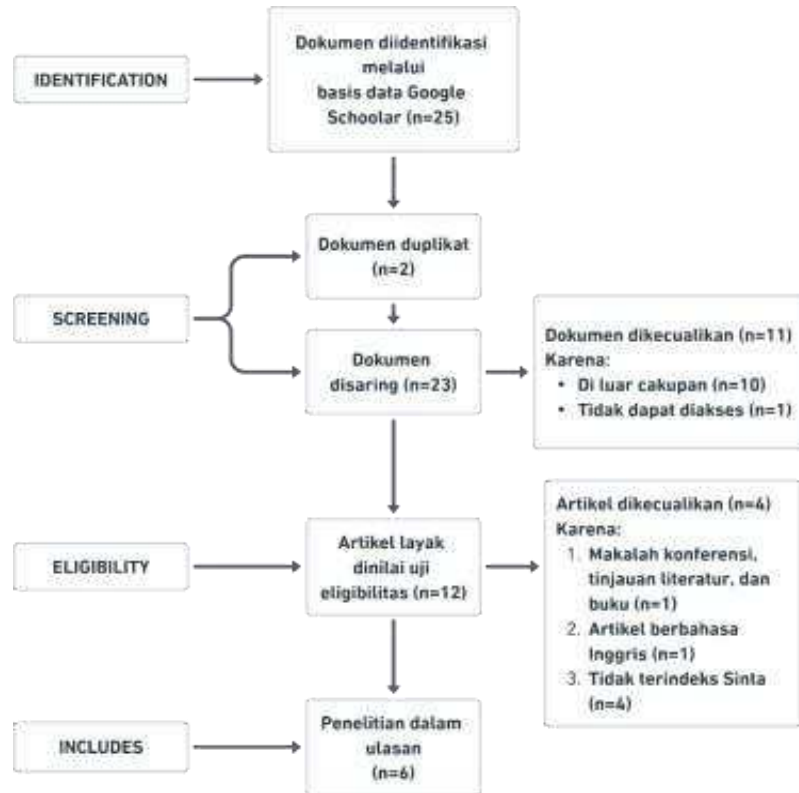 IDENTIFICATION
Dokumen diidentifikasi
melalui
basis data Google
Schoolar (n=25)
SCREENING
Dokumen duplikat
(n=2)
Dokumen
disaring (n=23)
Dokumen dikecualikan (n=11)
Karena:
• Di luar cakupan (n=10)
• Tidak dapat diakses (n=1)
ELIGIBILITY
Artikel layak
dinilai uji
eligibilitas (n=12)
Artikel dikecualikan (n=4)
Karena:
1. Makalah konferensi,
tinjauan literatur, dan
buku (n=1)
2. Artikel berbahasa
Inggris (n=1)
3. Tidak terindeks Sinta
(n=4)
INCLUDES
Penelitian dalam
ulasan
(n=6)